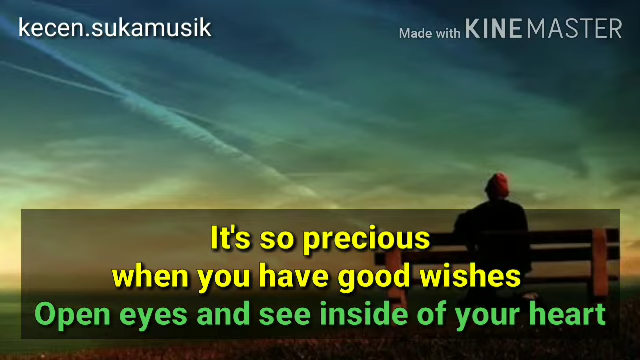 kecen.sukamusik
Made with KINEMASTER
It's so precious
when you have good wishes
Open eyes and see inside of your heart